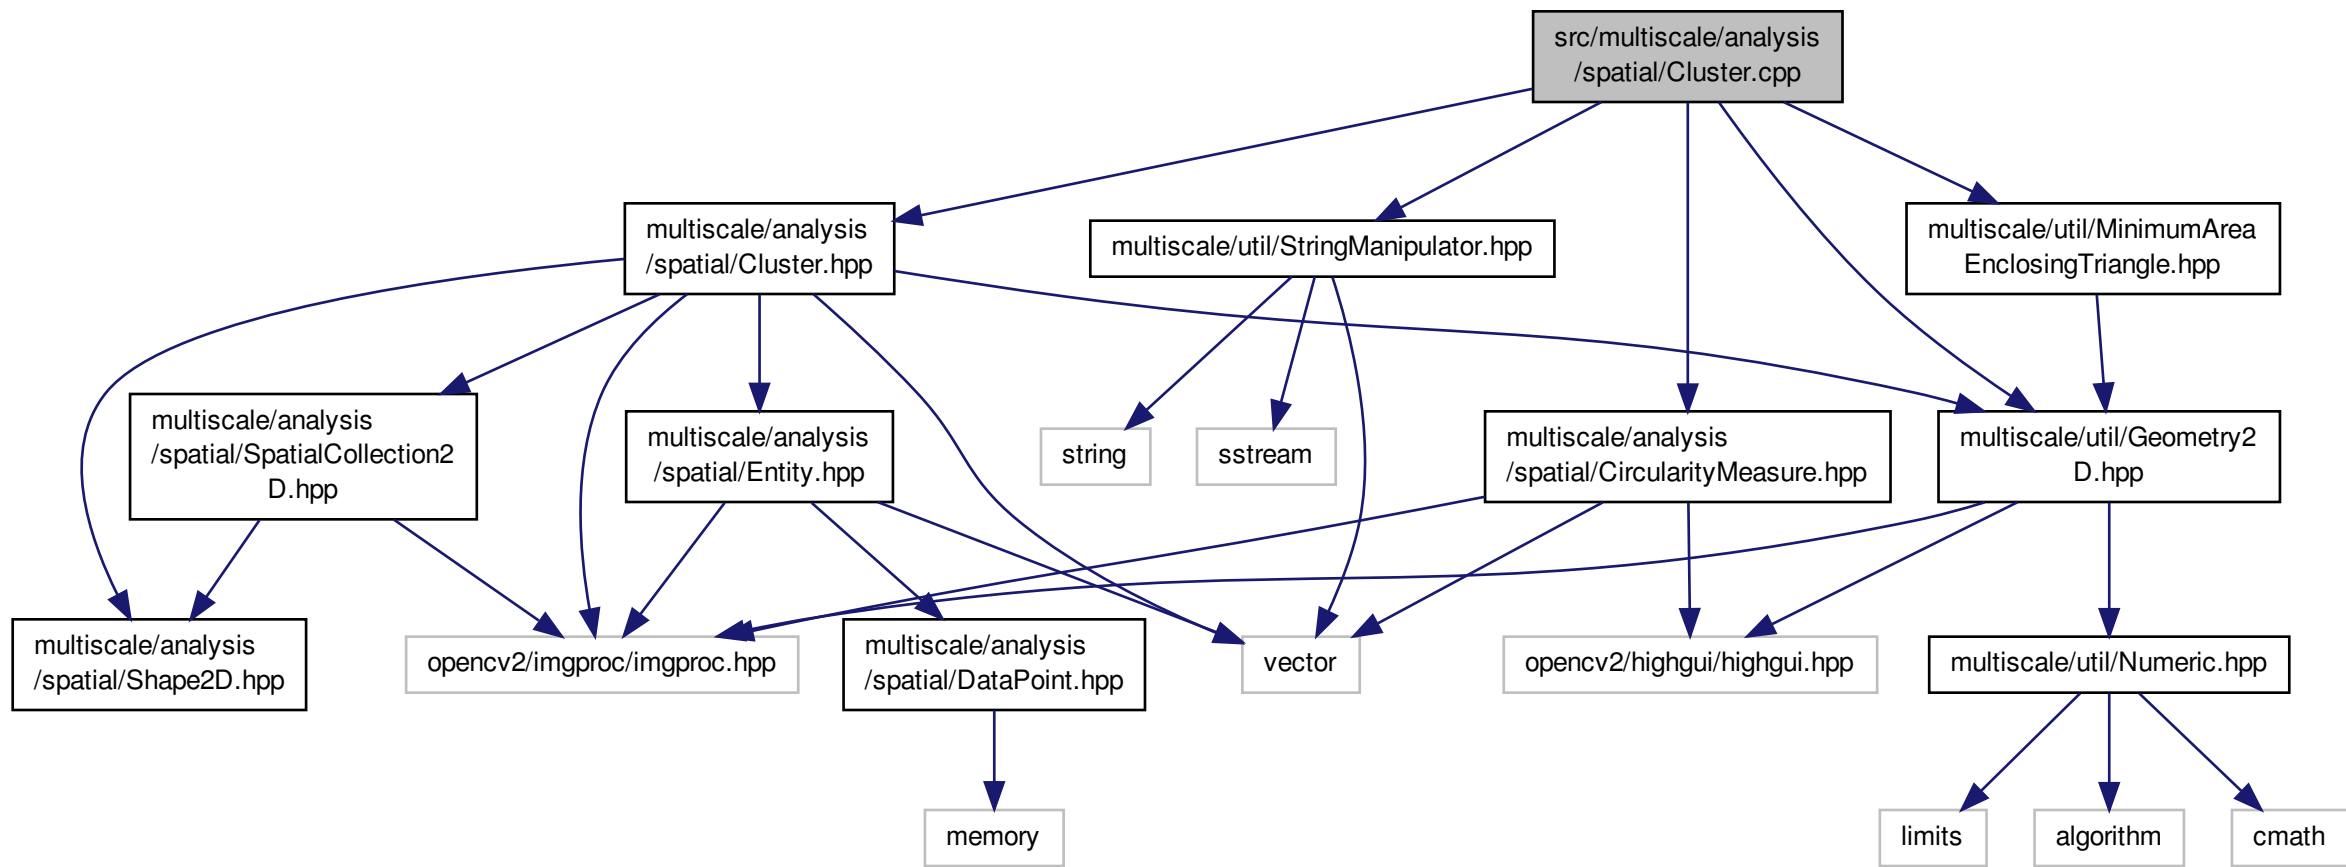 src/multiscale/analysis
/spatial/Cluster.cpp
multiscale/analysis
/spatial/Cluster.hpp
multiscale/util/StringManipulator.hpp
multiscale/util/MinimumArea
EnclosingTriangle.hpp
multiscale/analysis
/spatial/SpatialCollection2
D.hpp
multiscale/analysis
/spatial/Entity.hpp
string
sstream
multiscale/analysis
/spatial/CircularityMeasure.hpp
multiscale/util/Geometry2
D.hpp
multiscale/analysis
/spatial/Shape2D.hpp
opencv2/imgproc/imgproc.hpp
multiscale/analysis
/spatial/DataPoint.hpp
vector
opencv2/highgui/highgui.hpp
multiscale/util/Numeric.hpp
memory
limits
algorithm
cmath